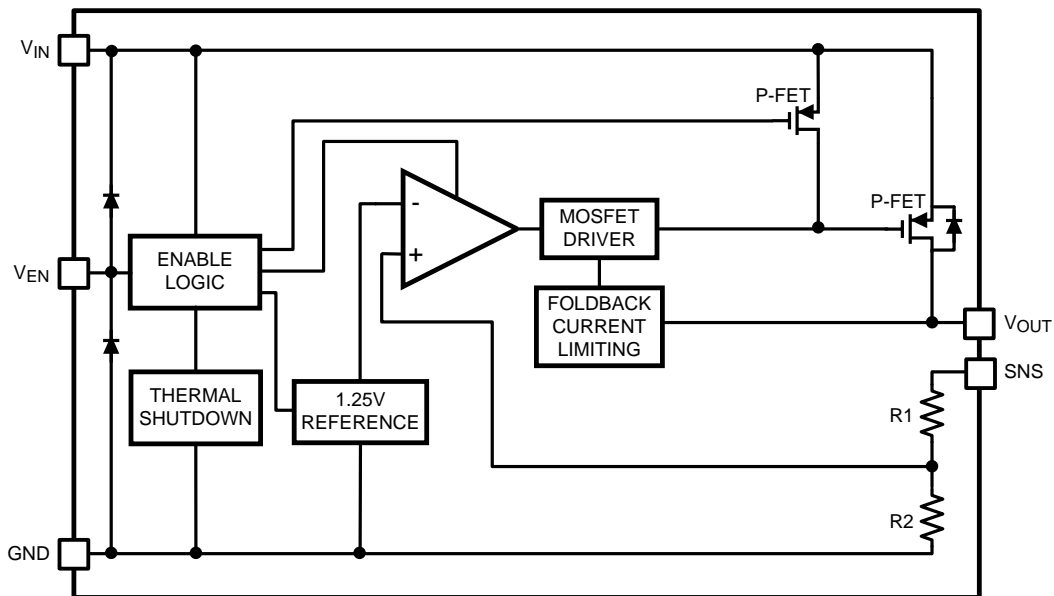 VIN
P-FET
P-FET
-
MOSFET
DRIVER
+
VEN
ENABLE
LOGIC
FOLDBACK
CURRENT
LIMITING
VOUT
SNS
THERMAL
SHUTDOWN
1.25V
REFERENCE
R1
R2
GND